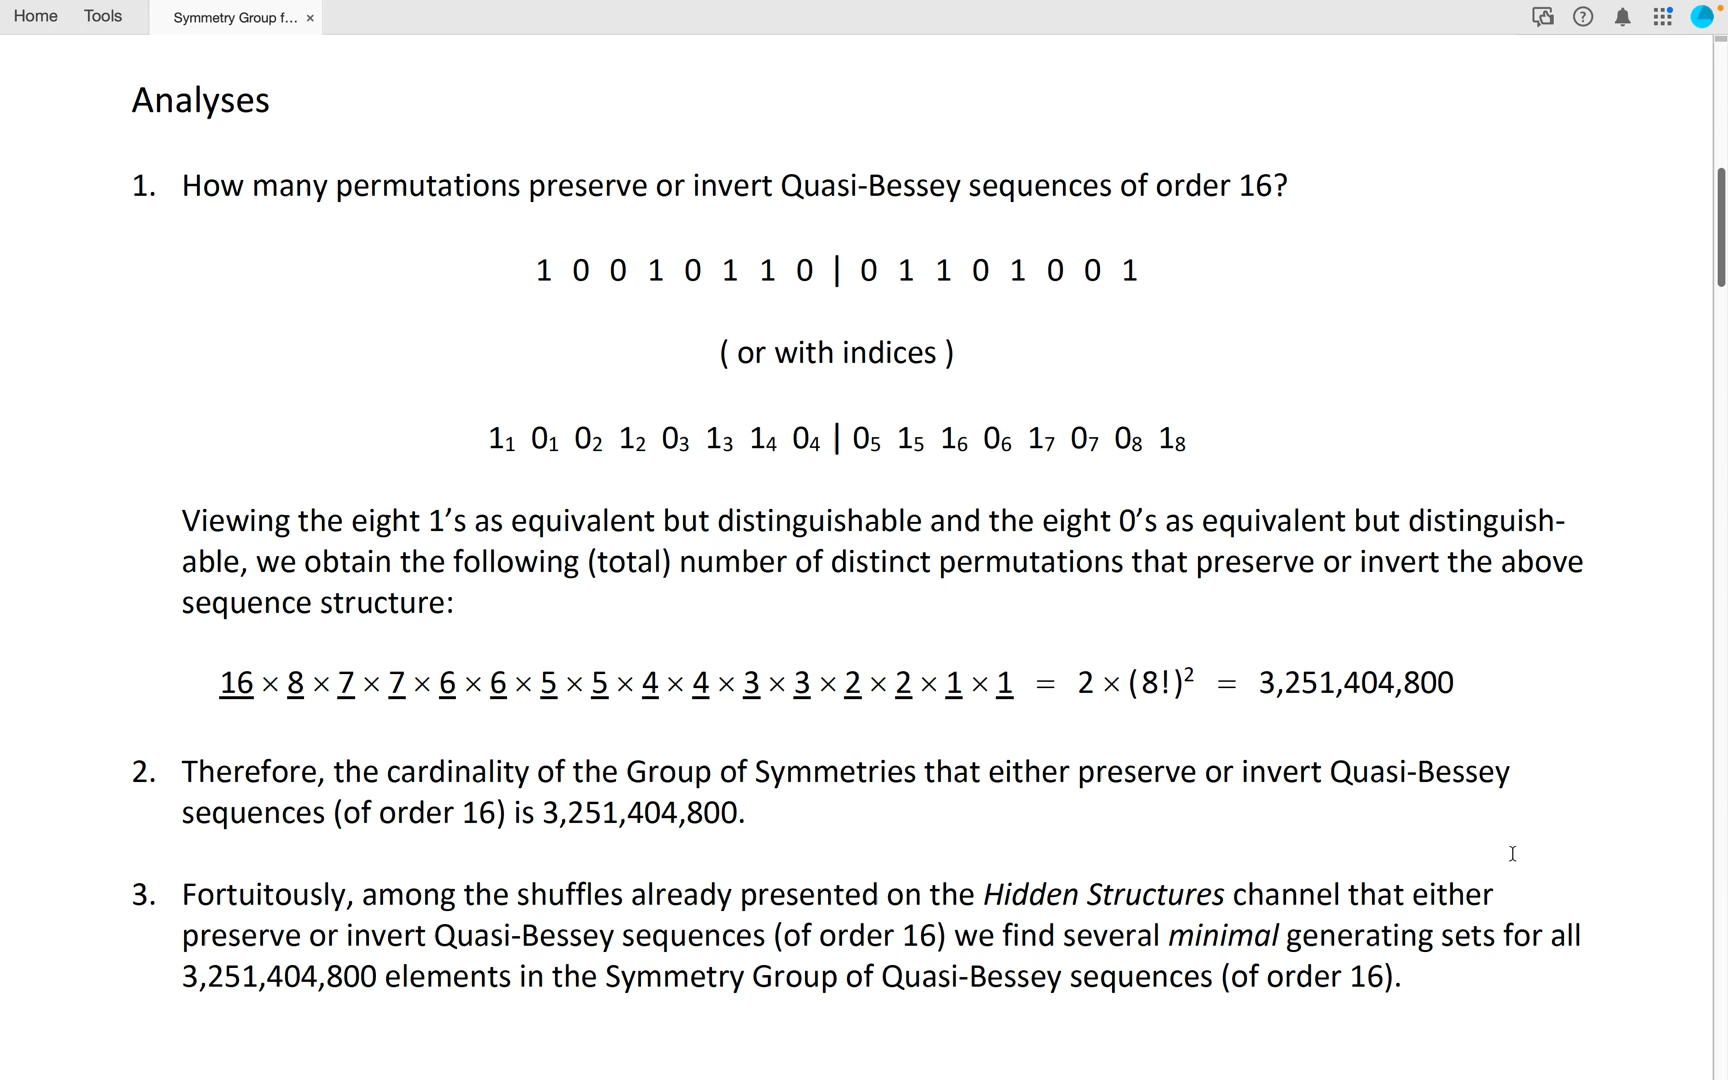 Home Tools Symmetry Group f... ×
Analyses
1. How many permutations preserve or invert Quasi-Bessey sequences of order 16?
1 0 0 1 0 1 1 0 | 0 1 1 0 1 0 0 1
( or with indices )
1₁ 0₁ 0₂ 1₂ 0₃ 1₃ 1₄ 0₄ | 0₅ 1₅ 1₆ 0₆ 1₇ 0₇ 0₈ 1₈
Viewing the eight 1’s as equivalent but distinguishable and the eight 0’s as equivalent but distinguish-
able, we obtain the following (total) number of distinct permutations that preserve or invert the above
sequence structure:
16 × 8 × 7 × 7 × 6 × 6 × 5 × 5 × 4 × 4 × 3 × 3 × 2 × 2 × 1 × 1 = 2 × (8!)² = 3,251,404,800
2. Therefore, the cardinality of the Group of Symmetries that either preserve or invert Quasi-Bessey
sequences (of order 16) is 3,251,404,800.
3. Fortuitously, among the shuffles already presented on the Hidden Structures channel that either
preserve or invert Quasi-Bessey sequences (of order 16) we find several minimal generating sets for all
3,251,404,800 elements in the Symmetry Group of Quasi-Bessey sequences (of order 16).